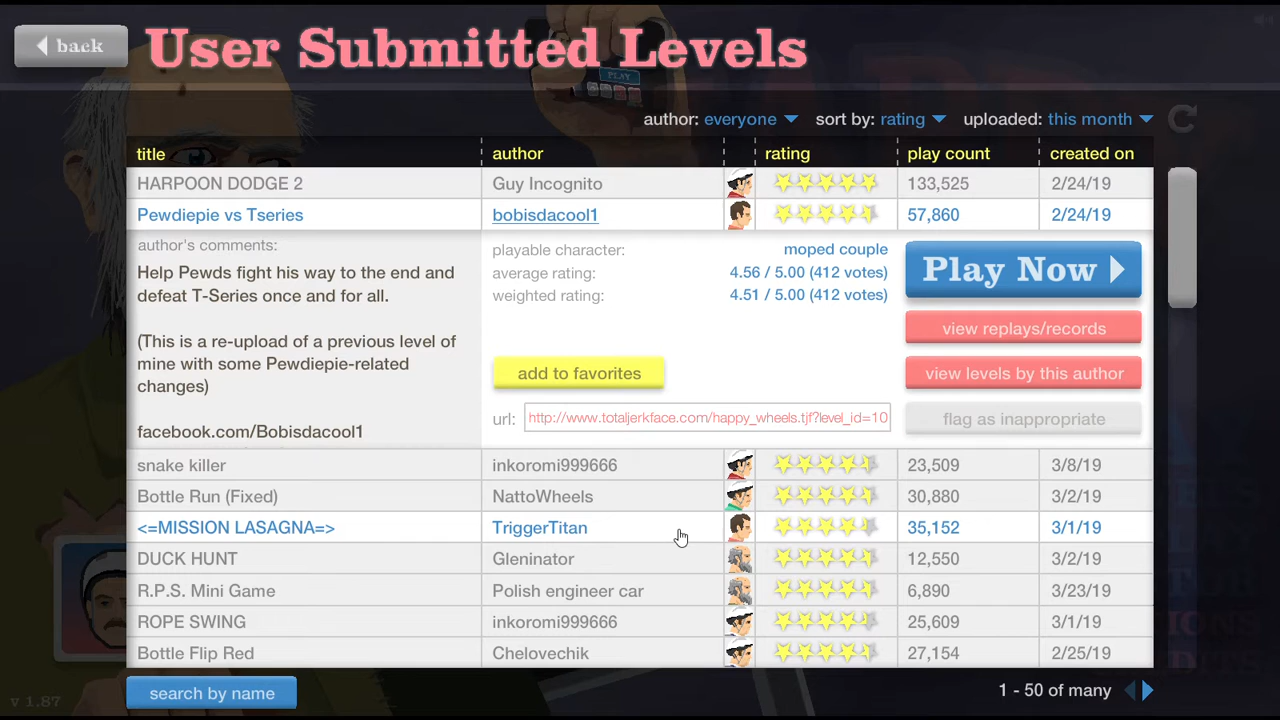 back
User Submitted Levels
PLAY
author: everyone sort by: rating uploaded: this month
title author rating play count created on
HARPOON DODGE 2 Guy Incognito 133,525 2/24/19
Pewdiepie vs Tseries bobisdacool1 57,860 2/24/19
author's comments:
Help Pewds fight his way to the end and
defeat T-Series once and for all.
(This is a re-upload of a previous level of
mine with some Pewdiepie-related
changes)
facebook.com/Bobisdacool1
playable character: moped couple
average rating: 4.56 / 5.00 (412 votes)
weighted rating: 4.51 / 5.00 (412 votes)
add to favorites
url: http://www.totaljerkface.com/happy_wheels.tjf?level_id=10
Play Now
view replays/records
view levels by this author
flag as inappropriate
snake killer inkoromi999666 23,509 3/8/19
Bottle Run (Fixed) NattoWheels 30,880 3/2/19
<=MISSION LASAGNA=> TriggerTitan 35,152 3/1/19
DUCK HUNT Gleninator 12,550 3/2/19
R.P.S. Mini Game Polish engineer car 6,890 3/23/19
ROPE SWING inkoromi999666 25,609 3/1/19
Bottle Flip Red Chelovechik 27,154 2/25/19
v 1.87
search by name
1 - 50 of many